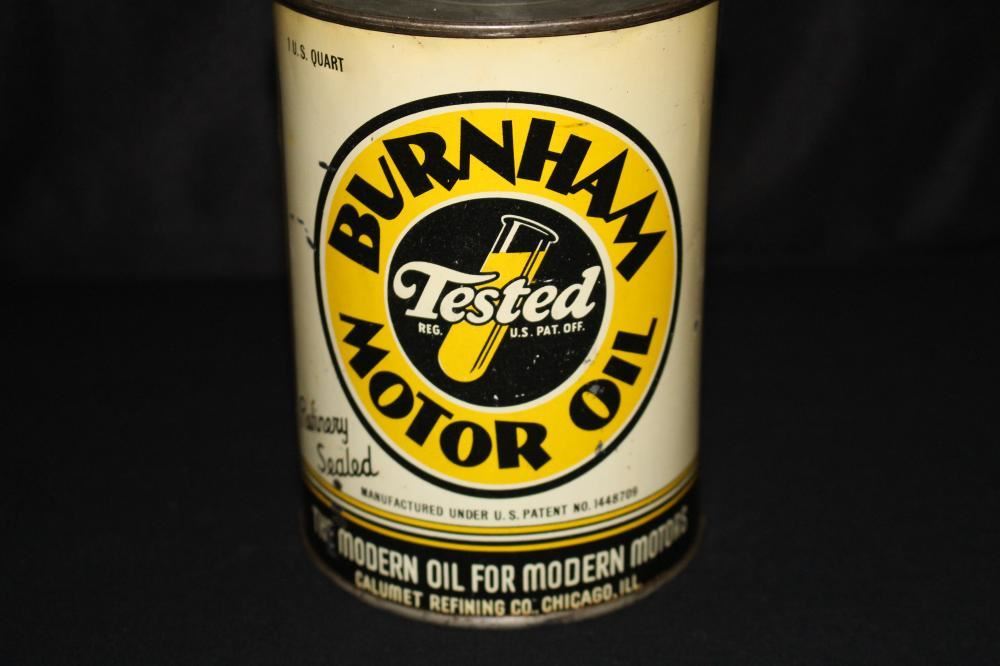 1 U.S. QUART
BURNHAM
Tested
REG. U.S. PAT. OFF.
MOTOR OIL
Refinery
Sealed
MANUFACTURED UNDER U.S. PATENT NO. 1448709
THE MODERN OIL FOR MODERN MOTORS
CALUMET REFINING CO., CHICAGO, ILL.